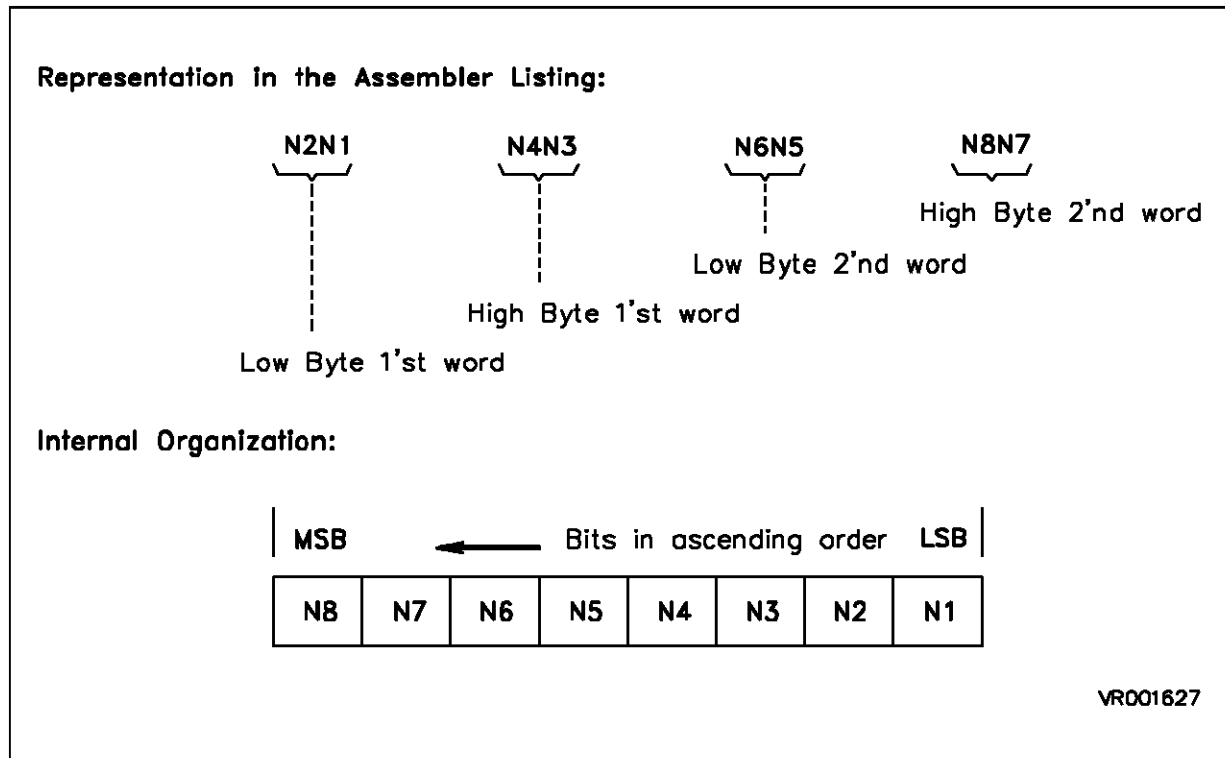 Representation in the Assembler Listing:
N2N1 N4N3 N6N5 N8N7
High Byte 2'nd word
Low Byte 2'nd word
High Byte 1'st word
Low Byte 1'st word
Internal Organization:
MSB Bits in ascending order LSB
N8 N7 N6 N5 N4 N3 N2 N1
VR001627